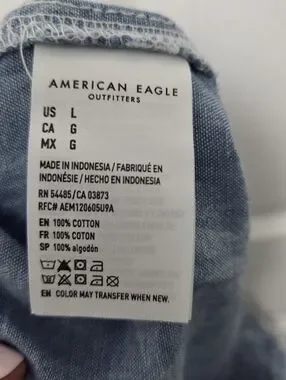 AMERICAN EAGLE
OUTFITTERS
US L
CA G
MX G
MADE IN INDONESIA / FABRIQUÉ EN
INDONÉSIE / HECHO EN INDONESIA
RN 54485/CA 03873
RFC# AEM120605U9A
EN 100% COTTON
FR 100% COTON
SP 100% algodón
EN COLOR MAY TRANSFER WHEN NEW.